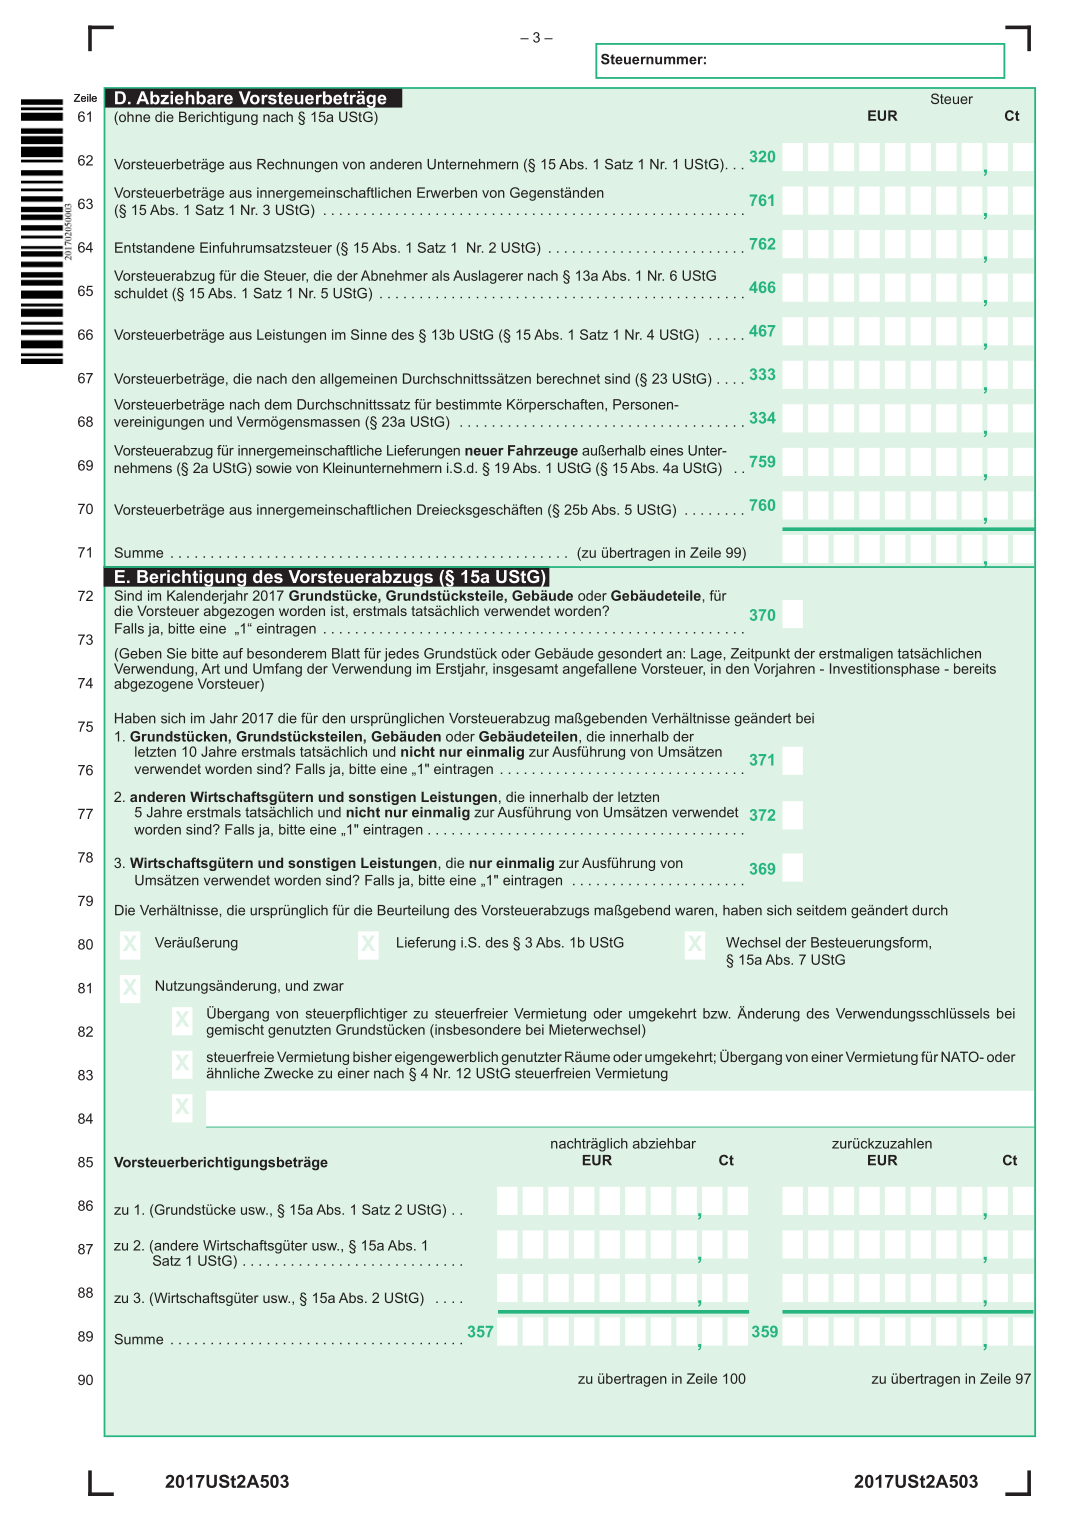 – 3 –
Steuernummer:
Zeile D. Abziehbare Vorsteuerbeträge Steuer
61 (ohne die Berichtigung nach § 15a UStG) EUR Ct
62 Vorsteuerbeträge aus Rechnungen von anderen Unternehmern (§ 15 Abs. 1 Satz 1 Nr. 1 UStG). . . 320 ,
Vorsteuerbeträge aus innergemeinschaftlichen Erwerben von Gegenständen
63 (§ 15 Abs. 1 Satz 1 Nr. 3 UStG) . . . . . . . . . . . . . . . . . . . . . . . . . . . . . . . . . . . . . . . . . . . . . . . . . . . . . 761 ,
201702050003
64 Entstandene Einfuhrumsatzsteuer (§ 15 Abs. 1 Satz 1 Nr. 2 UStG) . . . . . . . . . . . . . . . . . . . . . . . . . 762 ,
Vorsteuerabzug für die Steuer, die der Abnehmer als Auslagerer nach § 13a Abs. 1 Nr. 6 UStG
65 schuldet (§ 15 Abs. 1 Satz 1 Nr. 5 UStG) . . . . . . . . . . . . . . . . . . . . . . . . . . . . . . . . . . . . . . . . . . . . . . 466 ,
66 Vorsteuerbeträge aus Leistungen im Sinne des § 13b UStG (§ 15 Abs. 1 Satz 1 Nr. 4 UStG) . . . . . 467 ,
67 Vorsteuerbeträge, die nach den allgemeinen Durchschnittssätzen berechnet sind (§ 23 UStG) . . . . 333 ,
Vorsteuerbeträge nach dem Durchschnittssatz für bestimmte Körperschaften, Personen-
68 vereinigungen und Vermögensmassen (§ 23a UStG) . . . . . . . . . . . . . . . . . . . . . . . . . . . . . . . . . . . . 334 ,
Vorsteuerabzug für innergemeinschaftliche Lieferungen neuer Fahrzeuge außerhalb eines Unter-
69 nehmens (§ 2a UStG) sowie von Kleinunternehmern i.S.d. § 19 Abs. 1 UStG (§ 15 Abs. 4a UStG) . . 759 ,
70 Vorsteuerbeträge aus innergemeinschaftlichen Dreiecksgeschäften (§ 25b Abs. 5 UStG) . . . . . . . . 760 ,
71 Summe . . . . . . . . . . . . . . . . . . . . . . . . . . . . . . . . . . . . . . . . . . . . . . . . . . (zu übertragen in Zeile 99) ,
E. Berichtigung des Vorsteuerabzugs (§ 15a UStG)
72 Sind im Kalenderjahr 2017 Grundstücke, Grundstücksteile, Gebäude oder Gebäudeteile, für
die Vorsteuer abgezogen worden ist, erstmals tatsächlich verwendet worden? 370
Falls ja, bitte eine „1“ eintragen . . . . . . . . . . . . . . . . . . . . . . . . . . . . . . . . . . . . . . . . . . . . . . . . . . . . .
73
(Geben Sie bitte auf besonderem Blatt für jedes Grundstück oder Gebäude gesondert an: Lage, Zeitpunkt der erstmaligen tatsächlichen
Verwendung, Art und Umfang der Verwendung im Erstjahr, insgesamt angefallene Vorsteuer, in den Vorjahren - Investitionsphase - bereits
74 abgezogene Vorsteuer)
75 Haben sich im Jahr 2017 die für den ursprünglichen Vorsteuerabzug maßgebenden Verhältnisse geändert bei
1. Grundstücken, Grundstücksteilen, Gebäuden oder Gebäudeteilen, die innerhalb der
letzten 10 Jahre erstmals tatsächlich und nicht nur einmalig zur Ausführung von Umsätzen 371
76 verwendet worden sind? Falls ja, bitte eine „1" eintragen . . . . . . . . . . . . . . . . . . . . . . . . . . . . . . .
2. anderen Wirtschaftsgütern und sonstigen Leistungen, die innerhalb der letzten
77 5 Jahre erstmals tatsächlich und nicht nur einmalig zur Ausführung von Umsätzen verwendet 372
worden sind? Falls ja, bitte eine „1" eintragen . . . . . . . . . . . . . . . . . . . . . . . . . . . . . . . . . . . . . . . .
78 3. Wirtschaftsgütern und sonstigen Leistungen, die nur einmalig zur Ausführung von 369
Umsätzen verwendet worden sind? Falls ja, bitte eine „1" eintragen . . . . . . . . . . . . . . . . . . . . . .
79
Die Verhältnisse, die ursprünglich für die Beurteilung des Vorsteuerabzugs maßgebend waren, haben sich seitdem geändert durch
80 X Veräußerung X Lieferung i.S. des § 3 Abs. 1b UStG X Wechsel der Besteuerungsform,
§ 15a Abs. 7 UStG
81 X Nutzungsänderung, und zwar
X Übergang von steuerpflichtiger zu steuerfreier Vermietung oder umgekehrt bzw. Änderung des Verwendungsschlüssels bei
82 gemischt genutzten Grundstücken (insbesondere bei Mieterwechsel)
X steuerfreie Vermietung bisher eigengewerblich genutzter Räume oder umgekehrt; Übergang von einer Vermietung für NATO- oder
83 ähnliche Zwecke zu einer nach § 4 Nr. 12 UStG steuerfreien Vermietung
84 X
nachträglich abziehbar zurückzuzahlen
85 Vorsteuerberichtigungsbeträge EUR Ct EUR Ct
86 zu 1. (Grundstücke usw., § 15a Abs. 1 Satz 2 UStG) . . , ,
87 zu 2. (andere Wirtschaftsgüter usw., § 15a Abs. 1
Satz 1 UStG) . . . . . . . . . . . . . . . . . . . . . . . . . . . . , ,
88 zu 3. (Wirtschaftsgüter usw., § 15a Abs. 2 UStG) . . . . , ,
89 Summe . . . . . . . . . . . . . . . . . . . . . . . . . . . . . . . . . . . . . 357 , 359 ,
90 zu übertragen in Zeile 100 zu übertragen in Zeile 97
2017USt2A503 2017USt2A503